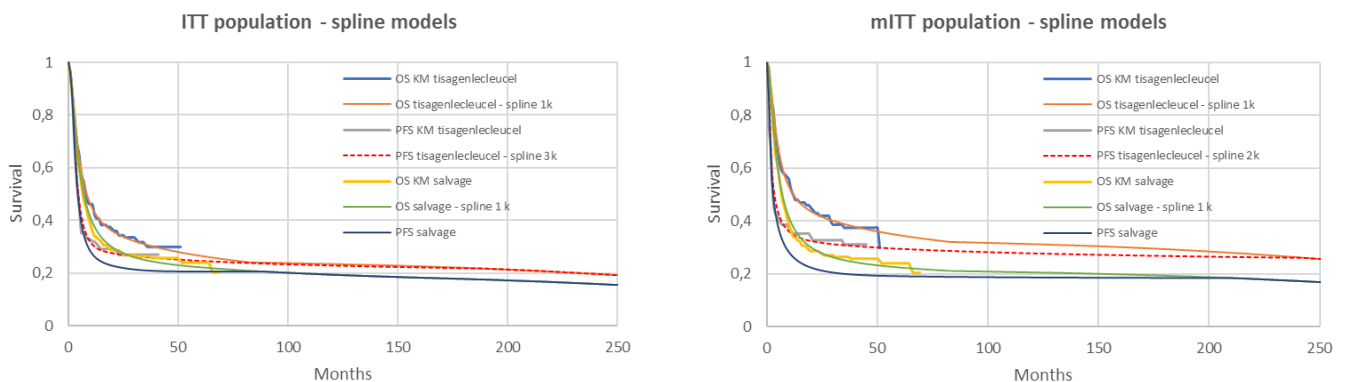 ITT population - spline models
1
0,8
0,6
0,4
0,2
0
Survival
0 50 100 150 200 250
Months
OS KM tisagenlecleucel
OS tisagenlecleucel - spline 1k
PFS KM tisagenlecleucel
PFS tisagenlecleucel - spline 3k
OS KM salvage
OS salvage - spline 1 k
PFS salvage
mITT population - spline models
1
0,8
0,6
0,4
0,2
0
Survival
0 50 100 150 200 250
Months
OS KM tisagenlecleucel
OS tisagenlecleucel - spline 1k
PFS KM tisagenlecleucel
PFS tisagenlecleucel - spline 2k
OS KM salvage
OS salvage - spline 1 k
PFS salvage